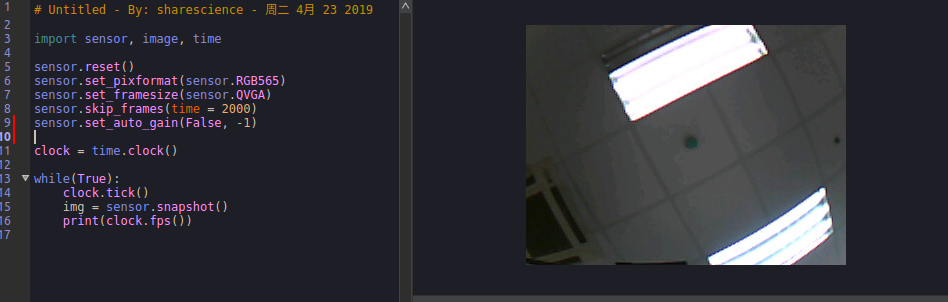 1 # Untitled - By: sharescience - 周二 4月 23 2019
2
3 import sensor, image, time
4
5 sensor.reset()
6 sensor.set_pixformat(sensor.RGB565)
7 sensor.set_framesize(sensor.QVGA)
8 sensor.skip_frames(time = 2000)
9 sensor.set_auto_gain(False, -1)
10
11 clock = time.clock()
12
13 while(True):
14     clock.tick()
15     img = sensor.snapshot()
16     print(clock.fps())
17